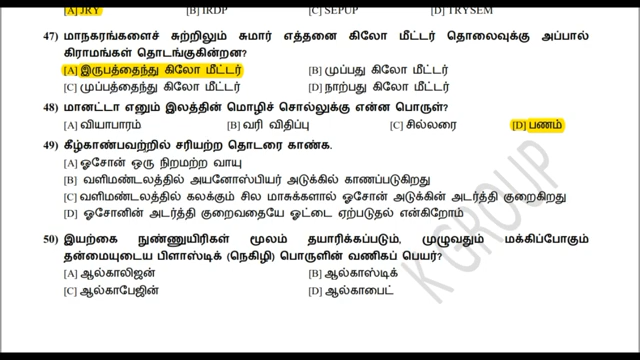 [A] JRY [B] IRDP [C] SEPUP [D] TRYSEM
47) மாநகரங்களைச் சுற்றிலும் சுமார் எத்தனை கிலோ மீட்டர் தொலைவுக்கு அப்பால்
கிராமங்கள் தொடங்குகின்றன?
[A] இருபத்தைந்து கிலோ மீட்டர் [B] முப்பது கிலோ மீட்டர்
[C] முப்பத்தைந்து கிலோ மீட்டர் [D] நாற்பது கிலோ மீட்டர்
48) மானட்டா எனும் இலத்தின் மொழிச் சொல்லுக்கு என்ன பொருள்?
[A] வியாபாரம் [B] வரி விதிப்பு [C] சில்லரை [D] பணம்
49) கீழ்காண்பவற்றில் சரியற்ற தொடரை காண்க.
[A] ஓசோன் ஒரு நிறமற்ற வாயு
[B] வளிமண்டலத்தில் அயனோஸ்பியர் அடுக்கில் காணப்படுகிறது
[C] வளிமண்டலத்தில் கலக்கும் சில மாசுக்களால் ஓசோன் அடுக்கின் அடர்த்தி குறைகிறது
[D] ஓசோனின் அடர்த்தி குறைவதையே ஓட்டை ஏற்படுதல் என்கிறோம்
50) இயற்கை நுண்ணுயிரிகள் மூலம் தயாரிக்கப்படும், முழுவதும் மக்கிப்போகும்
தன்மையுடைய பிளாஸ்டிக் (நெகிழி) பொருளின் வணிகப் பெயர்?
[A] ஆல்காலிஜன் [B] ஆல்காஸ்டிக்
[C] ஆல்காபேஜின் [D] ஆல்காபைட்
K GROUP